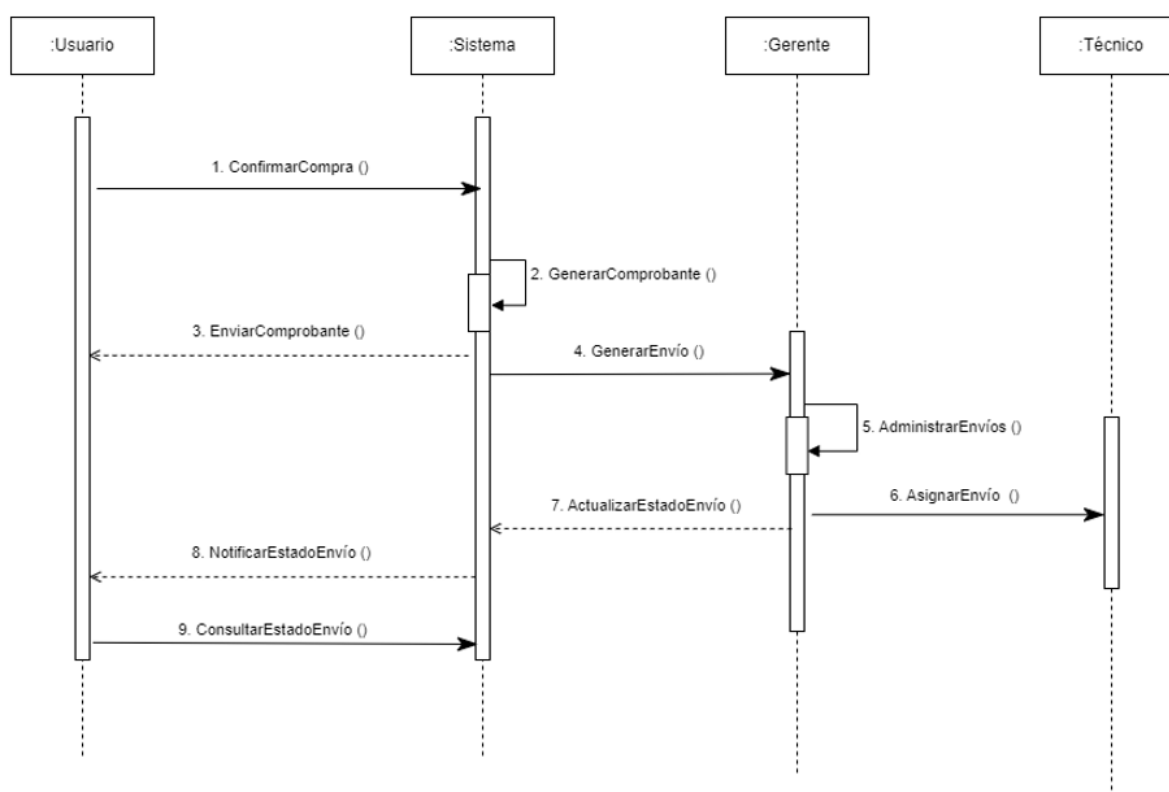 :Usuario
:Sistema
:Gerente
:Técnico
1. ConfirmarCompra ()
2. GenerarComprobante ()
3. EnviarComprobante ()
4. GenerarEnvío ()
5. AdministrarEnvíos ()
6. AsignarEnvío ()
7. ActualizarEstadoEnvío ()
8. NotificarEstadoEnvío ()
9. ConsultarEstadoEnvío ()